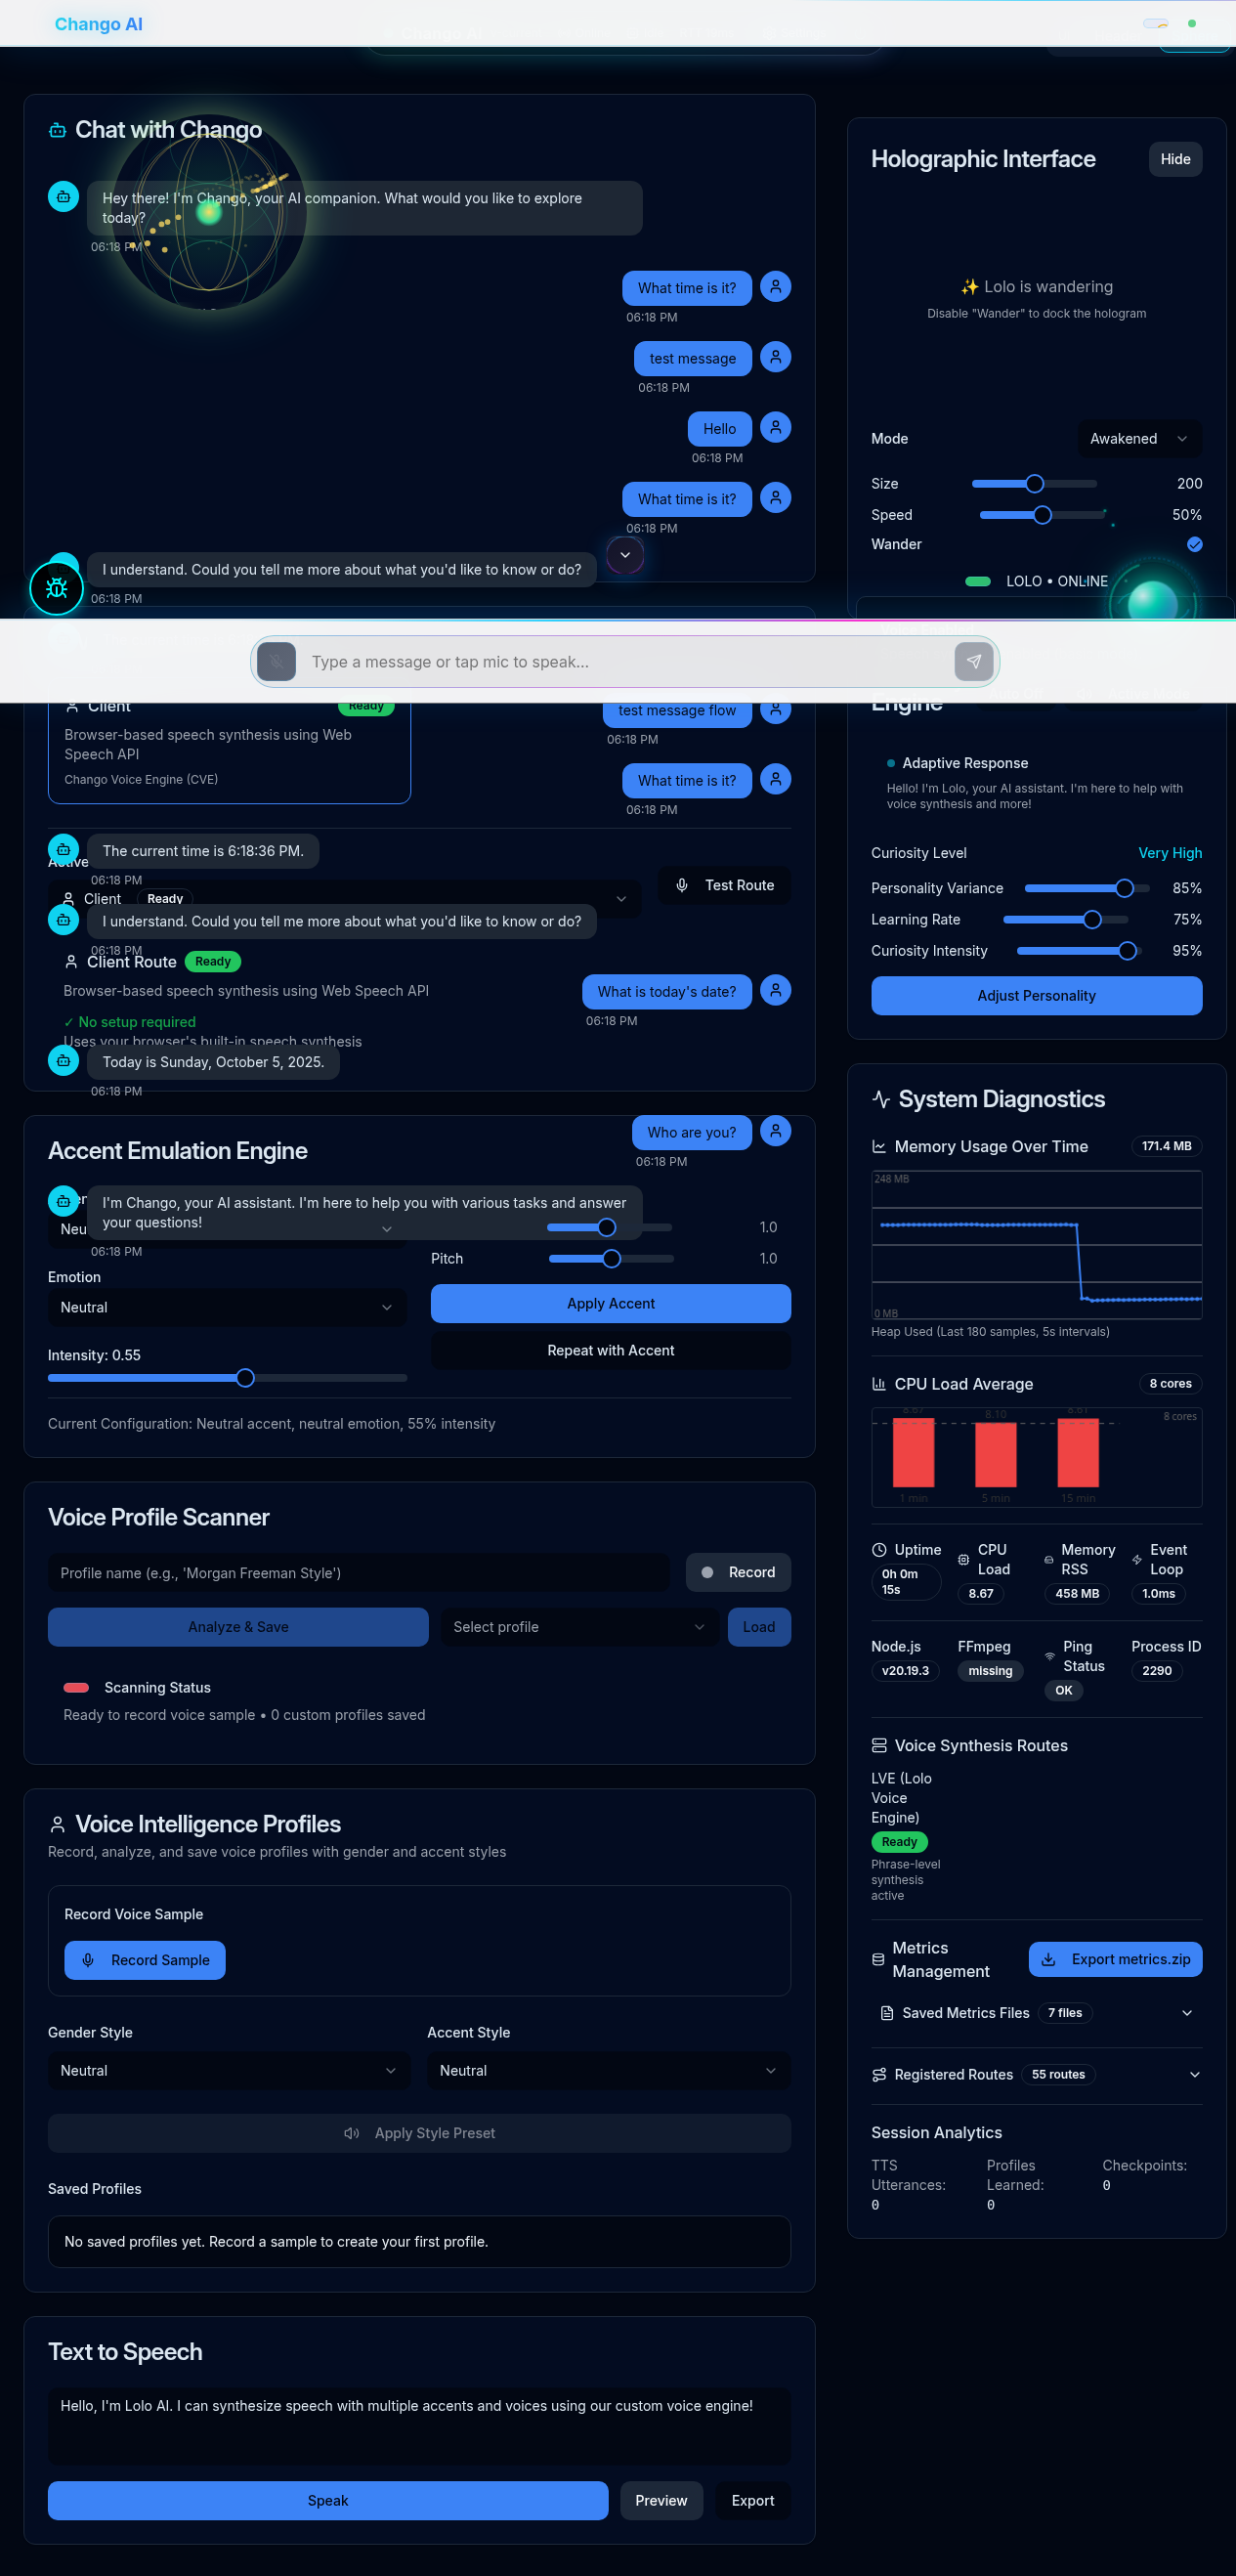 Chango AI
Chat with Chango
Hey there! I'm Chango, your AI companion. What would you like to explore
today?
06:18 PM
What time is it?
06:18 PM
test message
06:18 PM
Hello
06:18 PM
What time is it?
06:18 PM
I understand. Could you tell me more about what you'd like to know or do?
06:18 PM
Type a message or tap mic to speak...
Client
Ready
Browser-based speech synthesis using Web
Speech API
Chango Voice Engine (CVE)
test message flow
06:18 PM
What time is it?
06:18 PM
The current time is 6:18:36 PM.
06:18 PM
Client
Ready
Test Route
I understand. Could you tell me more about what you'd like to know or do?
06:18 PM
Client Route
Ready
Browser-based speech synthesis using Web Speech API
What is today's date?
06:18 PM
✓ No setup required
Uses your browser's built-in speech synthesis
Today is Sunday, October 5, 2025.
06:18 PM
Accent Emulation Engine
Who are you?
06:18 PM
I'm Chango, your AI assistant. I'm here to help you with various tasks and answer
your questions!
06:18 PM
1.0
Pitch
1.0
Emotion
Neutral
Apply Accent
Repeat with Accent
Intensity: 0.55
Current Configuration: Neutral accent, neutral emotion, 55% intensity
Voice Profile Scanner
Profile name (e.g., 'Morgan Freeman Style')
Record
Analyze & Save
Select profile
Load
Scanning Status
Ready to record voice sample • 0 custom profiles saved
Voice Intelligence Profiles
Record, analyze, and save voice profiles with gender and accent styles
Record Voice Sample
Record Sample
Gender Style
Accent Style
Neutral
Neutral
Apply Style Preset
Saved Profiles
No saved profiles yet. Record a sample to create your first profile.
Text to Speech
Hello, I'm Lolo AI. I can synthesize speech with multiple accents and voices using our custom voice engine!
Speak
Preview
Export
Holographic Interface
Hide
✨ Lolo is wandering
Disable "Wander" to dock the hologram
Mode
Awakened
Size
200
Speed
50%
Wander
LOLO • ONLINE
Engine
Adaptive Response
Hello! I'm Lolo, your AI assistant. I'm here to help with
voice synthesis and more!
Curiosity Level
Very High
Personality Variance
85%
Learning Rate
75%
Curiosity Intensity
95%
Adjust Personality
System Diagnostics
Memory Usage Over Time
171.4 MB
248 MB
0 MB
Heap Used (Last 180 samples, 5s intervals)
CPU Load Average
8 cores
8.67
8.10
8.61
8 cores
1 min
5 min
15 min
Uptime
0h 0m
15s
CPU
Load
8.67
Memory
RSS
458 MB
Event
Loop
1.0ms
Node.js
v20.19.3
FFmpeg
missing
Ping
Status
OK
Process ID
2290
Voice Synthesis Routes
LVE (Lolo
Voice
Engine)
Ready
Phrase-level
synthesis
active
Metrics
Management
Export metrics.zip
Saved Metrics Files
7 files
Registered Routes
55 routes
Session Analytics
TTS
Utterances:
0
Profiles
Learned:
0
Checkpoints:
0